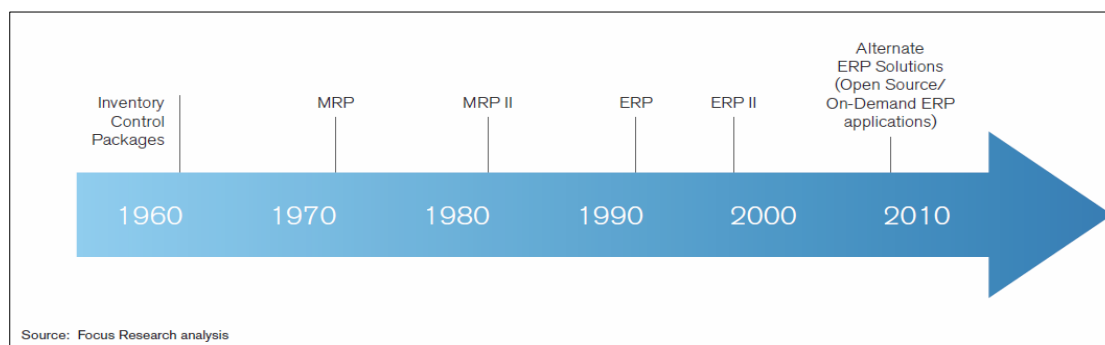 Inventory
Control
Packages
MRP
MRP II
ERP
ERP II
Alternate
ERP Solutions
(Open Source/
On-Demand ERP
applications)
1960
1970
1980
1990
2000
2010
Source: Focus Research analysis